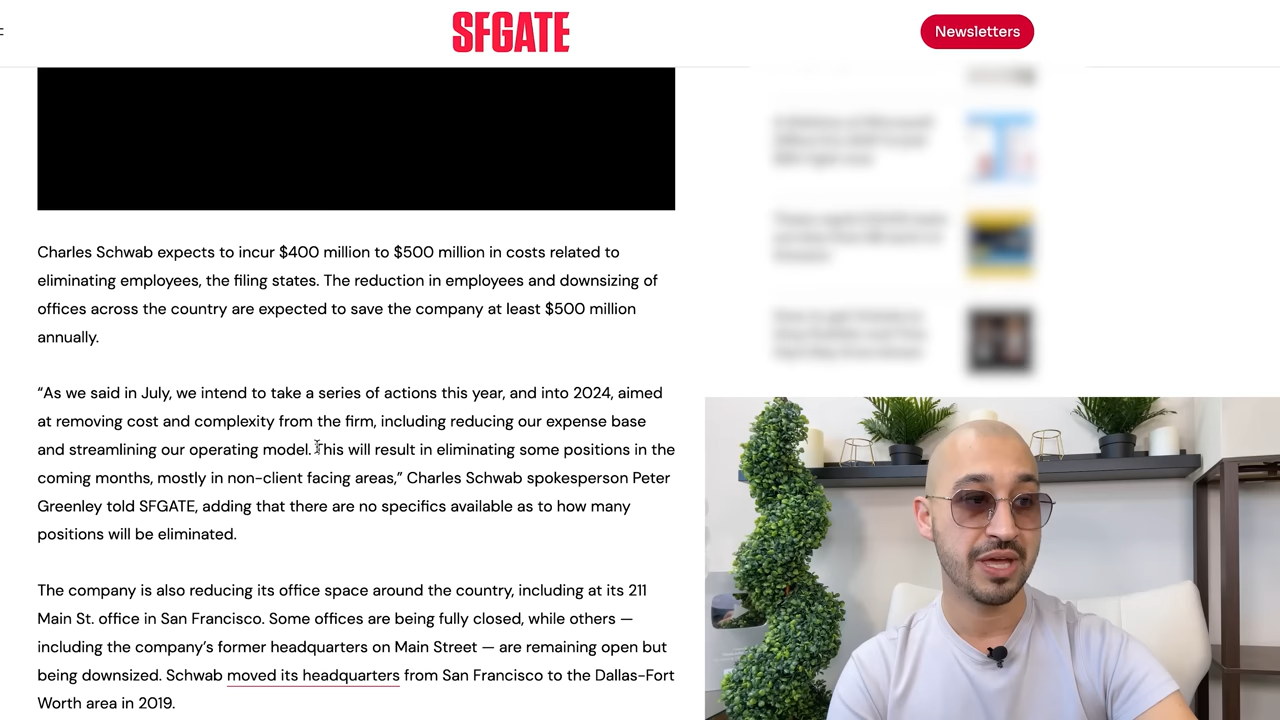 SFGATE
Newsletters
Charles Schwab expects to incur $400 million to $500 million in costs related to
eliminating employees, the filing states. The reduction in employees and downsizing of
offices across the country are expected to save the company at least $500 million
annually.
“As we said in July, we intend to take a series of actions this year, and into 2024, aimed
at removing cost and complexity from the firm, including reducing our expense base
and streamlining our operating model. This will result in eliminating some positions in the
coming months, mostly in non-client facing areas,” Charles Schwab spokesperson Peter
Greenley told SFGATE, adding that there are no specifics available as to how many
positions will be eliminated.
The company is also reducing its office space around the country, including at its 211
Main St. office in San Francisco. Some offices are being fully closed, while others —
including the company’s former headquarters on Main Street — are remaining open but
being downsized. Schwab moved its headquarters from San Francisco to the Dallas-Fort
Worth area in 2019.